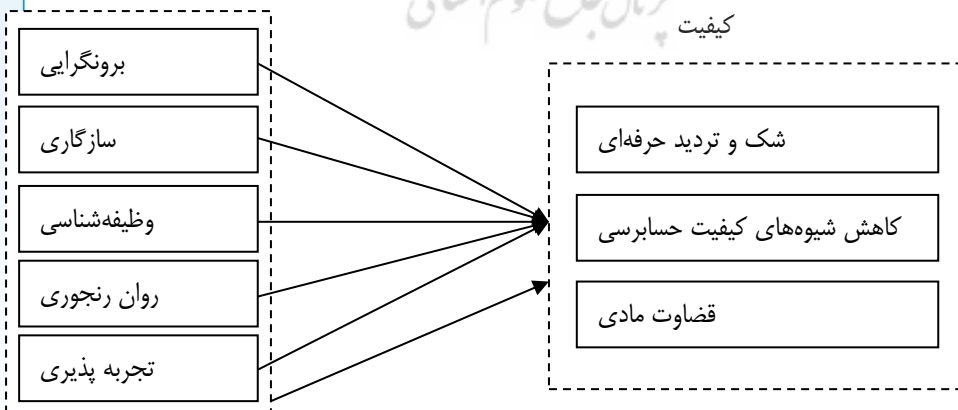 کیفیت
برونگرایی
سازگاری
وظیفه‌شناسی
روان رنجوری
تجربه پذیری
شک و تردید حرفه‌ای
کاهش شیوه‌های کیفیت حسابرسی
قضاوت مادی